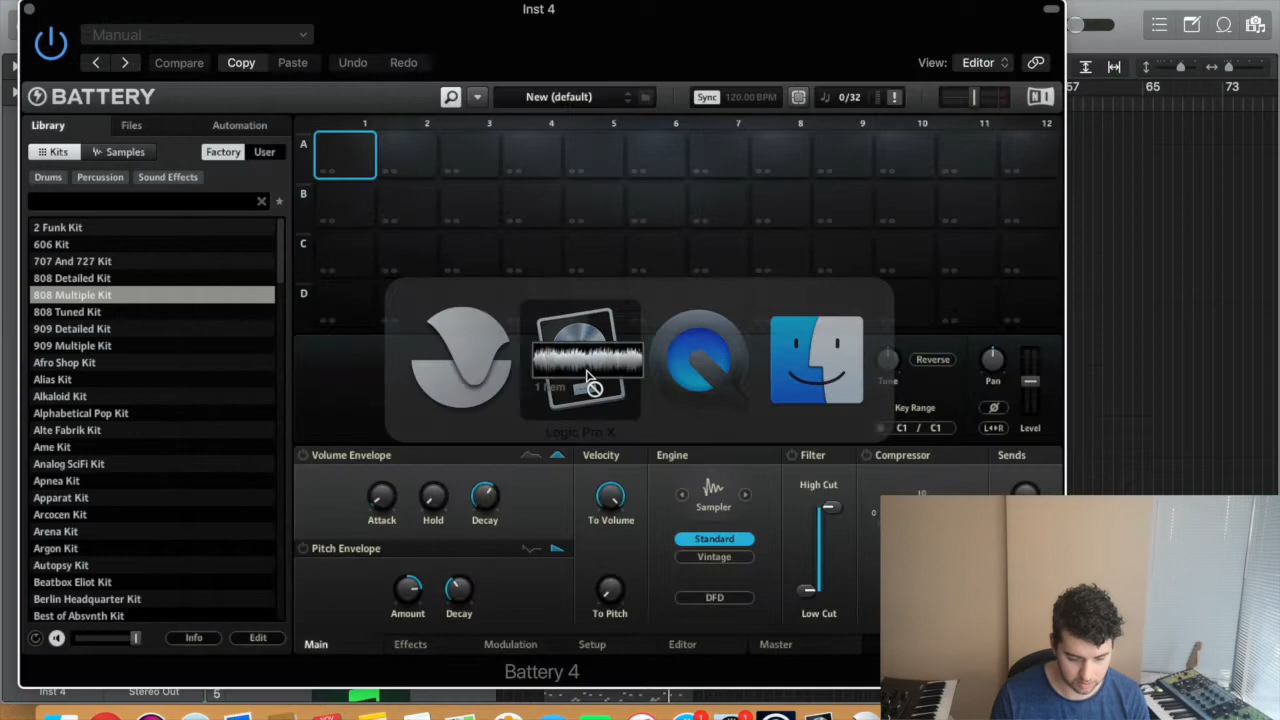 Inst 4
Manual
Compare Copy Paste Undo Redo View: Editor
BATTERY New (default) Sync 120.00 BPM 0/32 !
57 65 73
Library Files Automation
1 2 3 4 5 6 7 8 9 10 11 12
Kits Samples Factory User
A
Drums Percussion Sound Effects
B
2 Funk Kit
606 Kit
C
707 And 727 Kit
808 Detailed Kit
D
808 Multiple Kit
808 Tuned Kit
909 Detailed Kit
909 Multiple Kit
Afro Shop Kit
Alias Kit
Alkaloid Kit
Alphabetical Pop Kit
Alte Fabrik Kit
Ame Kit
Analog SciFi Kit
Apnea Kit
Apparat Kit
Arcocen Kit
Arena Kit
Argon Kit
Autopsy Kit
Beatbox Eliot Kit
Berlin Headquarter Kit
Best of Absynth Kit
Info Edit
1 item
Logic Pro X
Tune Reverse Pan
Key Range
C1 / C1 L↔R Level
Volume Envelope Velocity Engine Filter Compressor Sends
High Cut
Attack Hold Decay To Volume Sampler
Standard
Vintage
Pitch Envelope
DFD
Amount Decay To Pitch Low Cut
Main Effects Modulation Setup Editor Master
Battery 4
Inst 4 Stereo Out 5